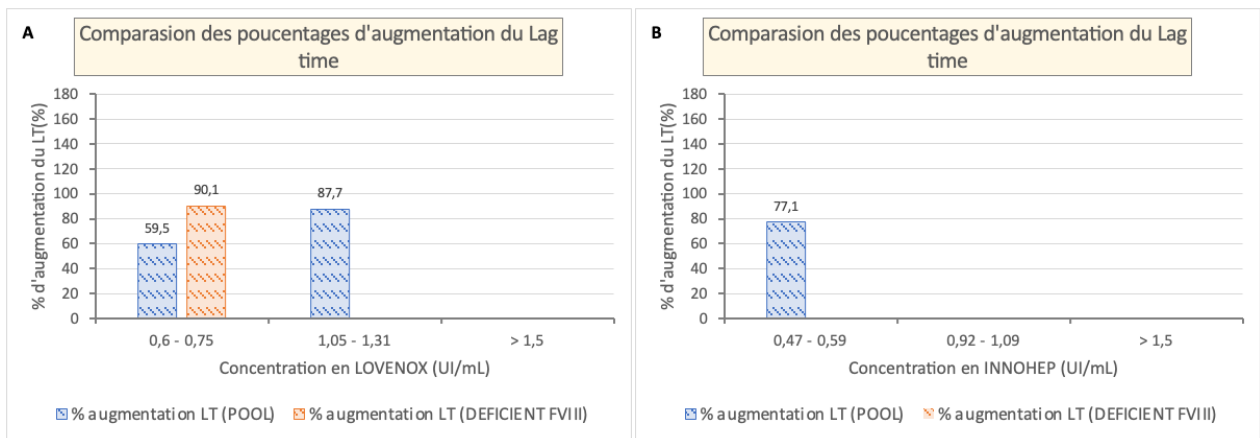 A
Comparasion des poucentages d'augmentation du Lag
time
% d'augmentation du LT(%)
180
160
140
120
100
80
60
40
20
0
59,5
90,1
87,7
0,6 - 0,75
1,05 - 1,31
> 1,5
Concentration en LOVENOX (UI/mL)
% augmentation LT (POOL)
% augmentation LT (DEFICIENT FVIII)
B
Comparasion des poucentages d'augmentation du Lag
time
% d'augmentation du LT(%)
180
160
140
120
100
80
60
40
20
0
77,1
0,47 - 0,59
0,92 - 1,09
> 1,5
Concentration en INNOHEP (UI/mL)
% augmentation LT (POOL)
% augmentation LT (DEFICIENT FVIII)